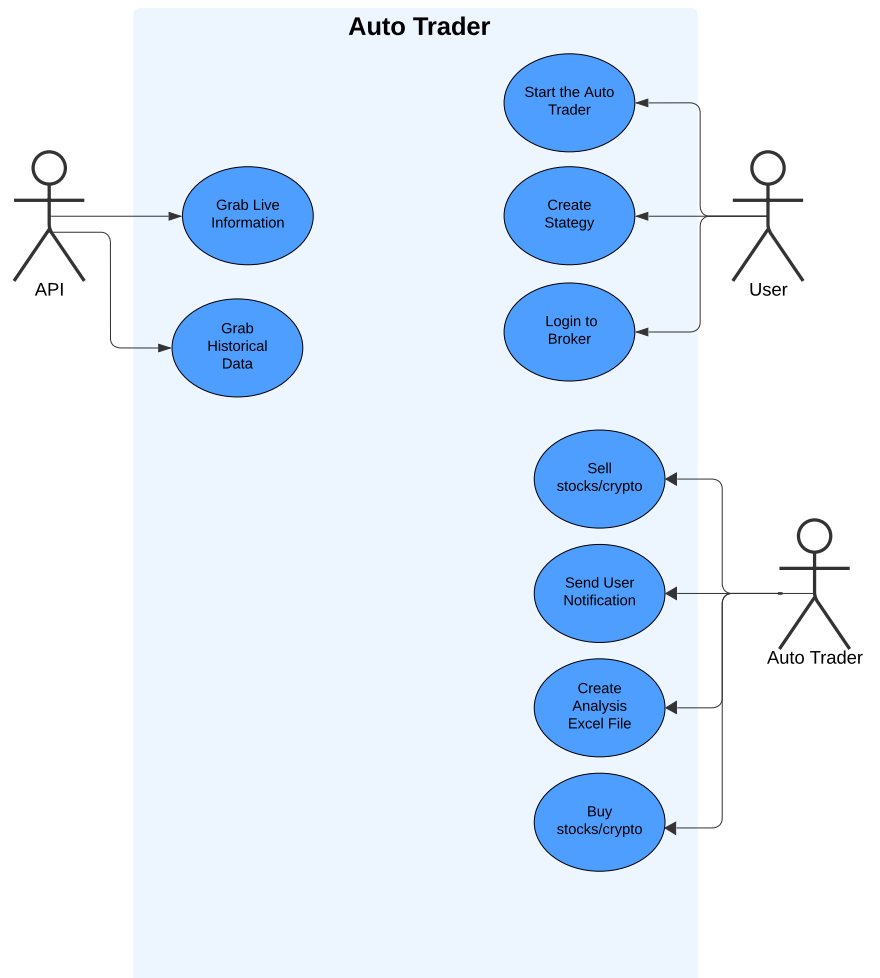 Auto Trader
Start the Auto
Trader
Grab Live
Information
Create
Stategy
API
User
Grab
Historical
Data
Login to
Broker
Sell
stocks/crypto
Send User
Notification
Auto Trader
Create
Analysis
Excel File
Buy
stocks/crypto